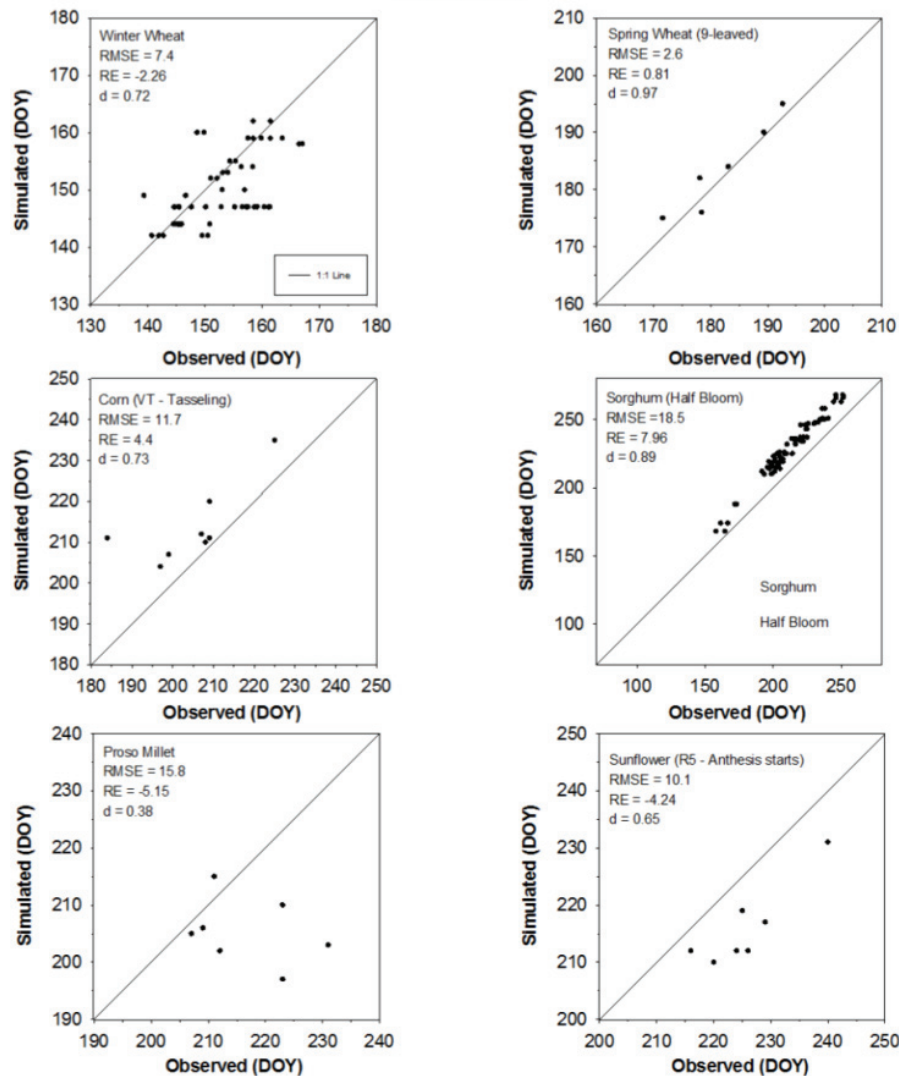 180
170
160
150
140
130
Simulated (DOY)
Winter Wheat
RMSE = 7.4
RE = -2.26
d = 0.72
1:1 Line
130 140 150 160 170 180
Observed (DOY)
210
200
190
180
170
160
Simulated (DOY)
Spring Wheat (9-leaved)
RMSE = 2.6
RE = 0.81
d = 0.97
160 170 180 190 200 210
Observed (DOY)
250
240
230
220
210
200
190
180
Simulated (DOY)
Corn (VT - Tasseling)
RMSE = 11.7
RE = 4.4
d = 0.73
180 190 200 210 220 230 240 250
Observed (DOY)
250
200
150
100
Simulated (DOY)
Sorghum (Half Bloom)
RMSE =18.5
RE = 7.96
d = 0.89
Sorghum
Half Bloom
100 150 200 250
Observed (DOY)
240
230
220
210
200
190
Simulated (DOY)
Proso Millet
RMSE = 15.8
RE = -5.15
d = 0.38
190 200 210 220 230 240
Observed (DOY)
250
240
230
220
210
200
Simulated (DOY)
Sunflower (R5 - Anthesis starts)
RMSE = 10.1
RE = -4.24
d = 0.65
200 210 220 230 240 250
Observed (DOY)